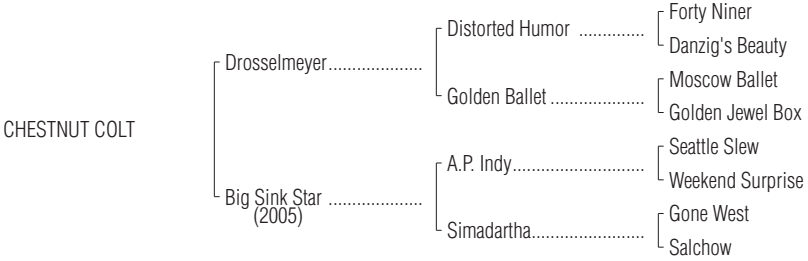 Forty Niner
Distorted Humor ..............
Danzig's Beauty
Drosselmeyer....................
Moscow Ballet
Golden Ballet ....................
Golden Jewel Box
CHESTNUT COLT
Seattle Slew
A.P. Indy............................
Weekend Surprise
Big Sink Star ....................
(2005)
Gone West
Simadartha........................
Salchow